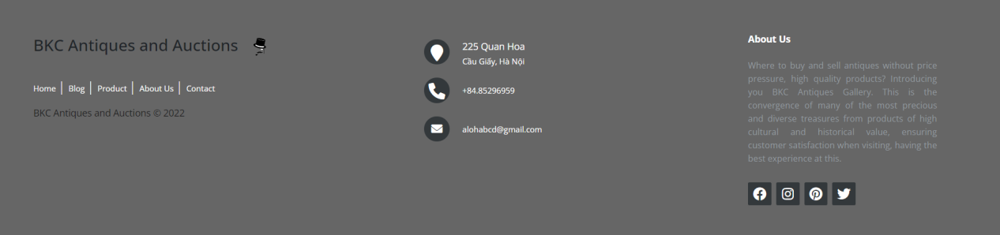 BKC Antiques and Auctions
Home Blog Product About Us Contact
BKC Antiques and Auctions © 2022
225 Quan Hoa
Cầu Giấy, Hà Nội
+84.85296959
alohabcd@gmail.com
About Us
Where to buy and sell antiques without price
pressure, high quality products? Introducing
you BKC Antiques Gallery. This is the
convergence of many of the most precious
and diverse treasures from products of high
cultural and historical value, ensuring
customer satisfaction when visiting, having the
best experience at this.